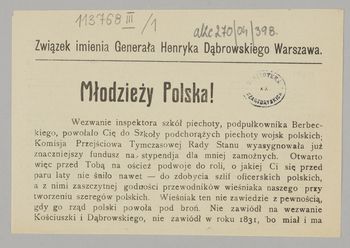 113768 III /1
akc 270/04/398.
Związek imienia Generała Henryka Dąbrowskiego Warszawa.
Młodzieży Polska!
Wezwanie inspektora szkół piechoty, podpułkownika Berbec-
kiego, powołało Cię do Szkoły podchorążych piechoty wojsk polskich;
Komisja Przejściowa Tymczasowej Rady Stanu wyasygnowała już
znaczniejszy fundusz na stypendja dla mniej zamożnych. Otwarto
więc przed Tobą na oścież podwoje do roli, o jakiej Ci się przed
paru laty nie śniło nawet — do zdobycia szlif oficerskich polskich,
a z nimi zaszczytnej godności przewodników wieśniaka naszego przy
tworzeniu szeregów polskich. Wieśniak ten nie zawiedzie z pewnością,
gdy go rząd polski powoła pod broń. Nie zawiódł na wezwanie
Kościuszki i Dąbrowskiego, nie zawiódł w roku 1831, bo miał i ma